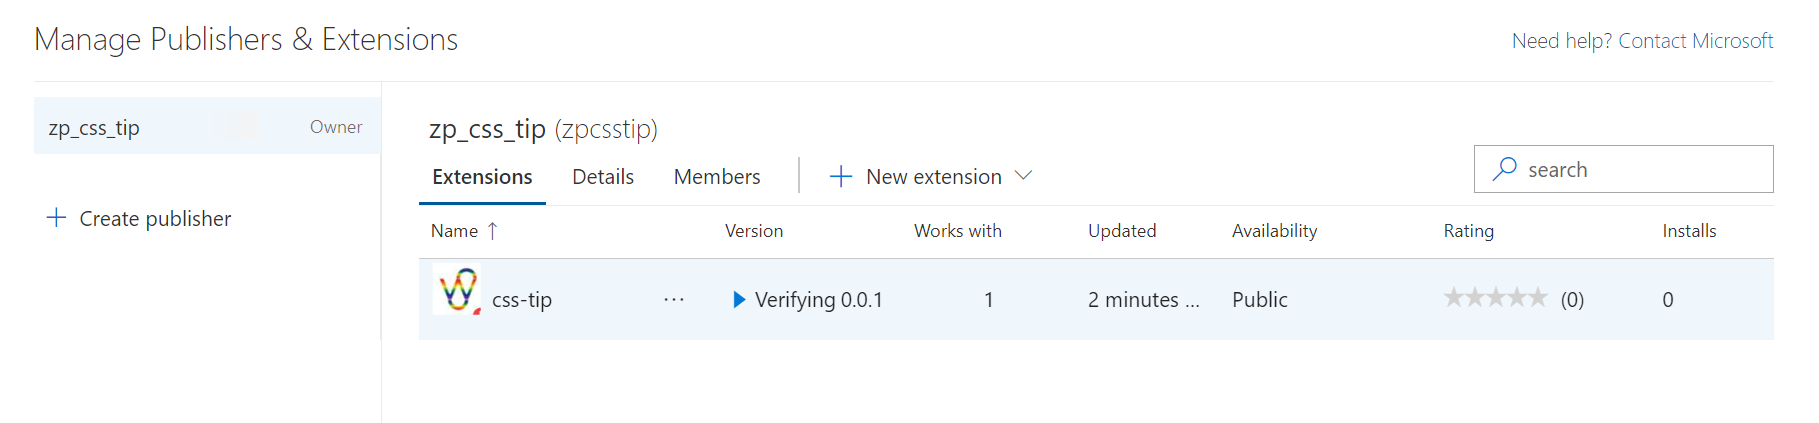 Manage Publishers & Extensions
Need help? Contact Microsoft
zp_css_tip Owner
Create publisher
zp_css_tip (zpcsstip)
Extensions Details Members New extension
search
Name ↑ Version Works with Updated Availability Rating Installs
css-tip ... Verifying 0.0.1 1 2 minutes ... Public (0) 0